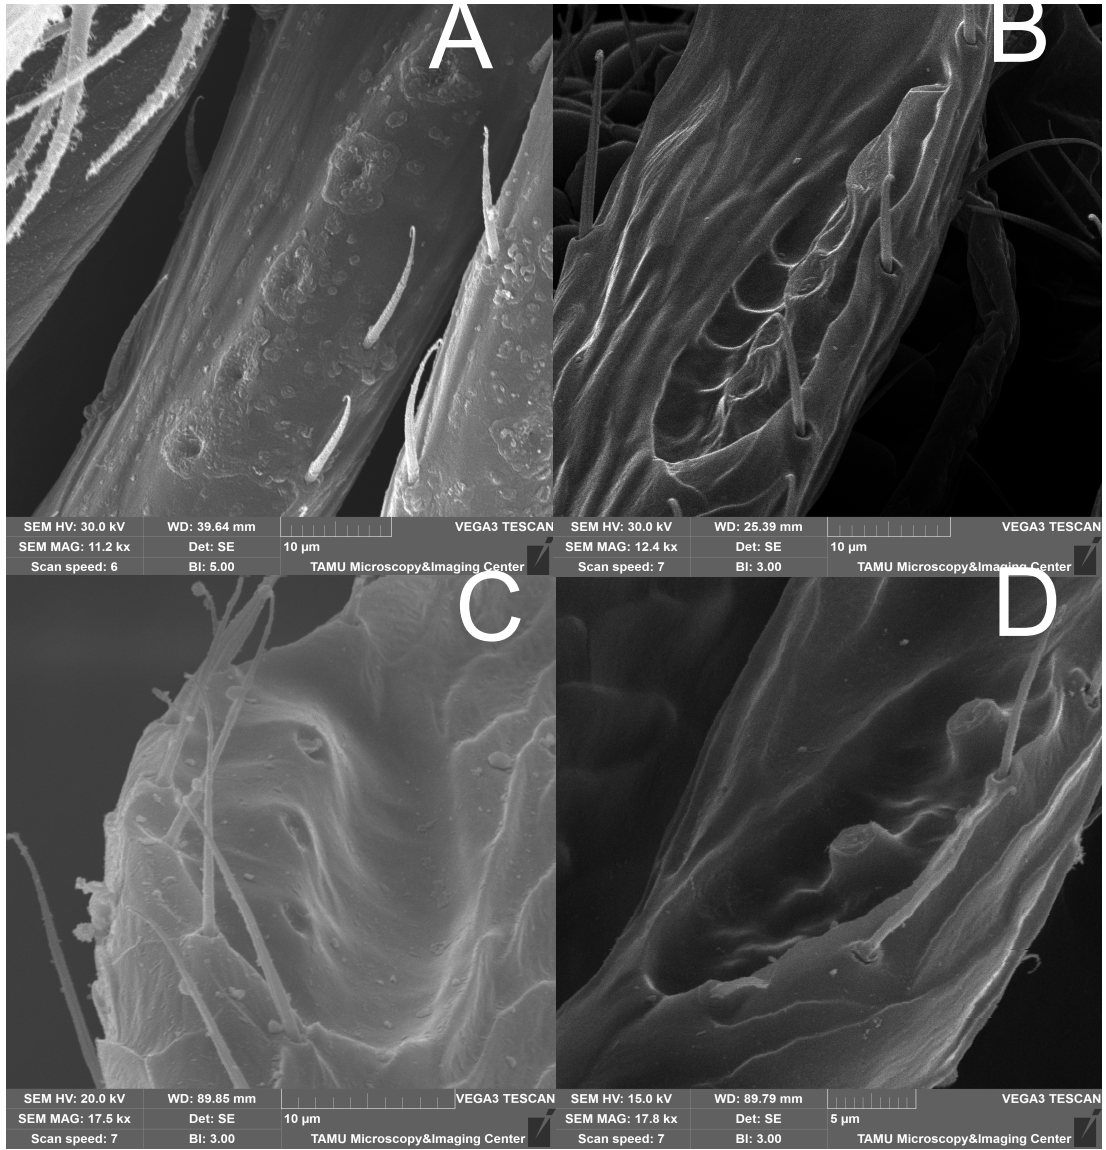 A
B
SEM HV: 30.0 kV WD: 39.64 mm VEGA3 TESCAN
SEM MAG: 11.2 kx Det: SE 10 µm
Scan speed: 6 BI: 5.00 TAMU Microscopy&Imaging Center
SEM HV: 30.0 kV WD: 25.39 mm VEGA3 TESCAN
SEM MAG: 12.4 kx Det: SE 10 µm
Scan speed: 7 BI: 3.00 TAMU Microscopy&Imaging Center
C
D
SEM HV: 20.0 kV WD: 89.85 mm VEGA3 TESCAN
SEM MAG: 17.5 kx Det: SE 10 µm
Scan speed: 7 BI: 3.00 TAMU Microscopy&Imaging Center
SEM HV: 15.0 kV WD: 89.79 mm VEGA3 TESCAN
SEM MAG: 17.8 kx Det: SE 5 µm
Scan speed: 7 BI: 3.00 TAMU Microscopy&Imaging Center